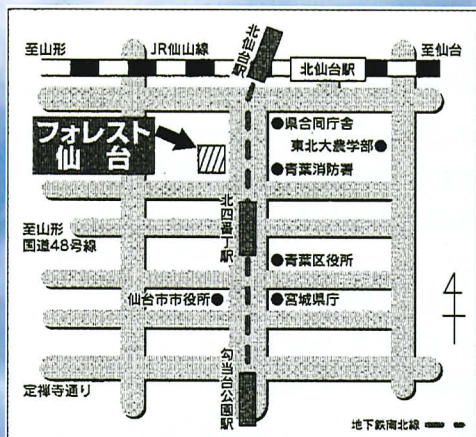 至山形
JR仙山線
北仙台駅
北仙台駅
至仙台
フォレスト
仙台
●県合同庁舎
東北大農学部●
●青葉消防署
北四番丁駅
至山形
国道48号線
●青葉区役所
仙台市市役所●
●宮城県庁
勾当台公園駅
定禅寺通り
地下鉄南北線